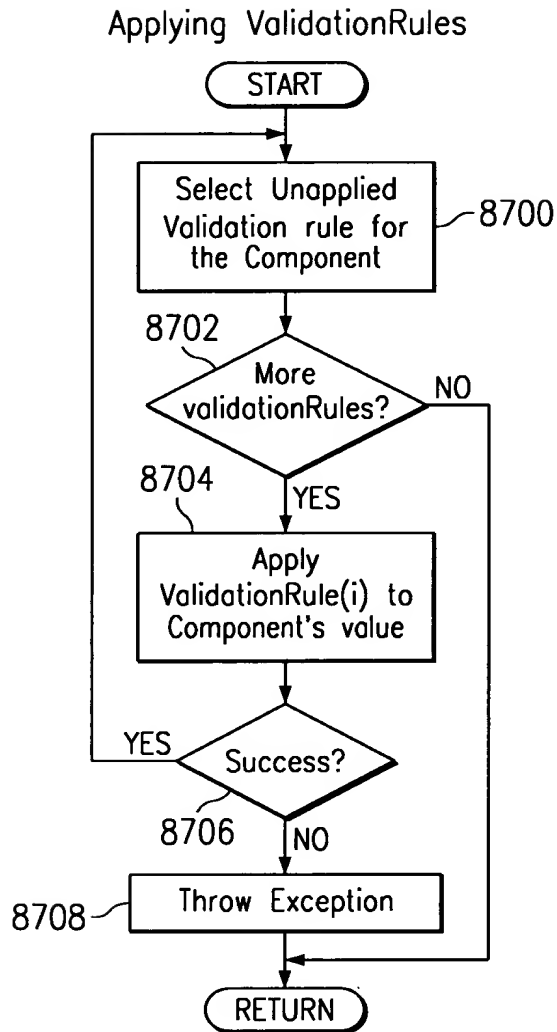 Applying ValidationRules
START
Select Unapplied
Validation rule for
the Component
8700
8702
More
validationRules?
NO
YES
8704
Apply
ValidationRule(i) to
Component's value
YES
Success?
8706
NO
8708
Throw Exception
RETURN